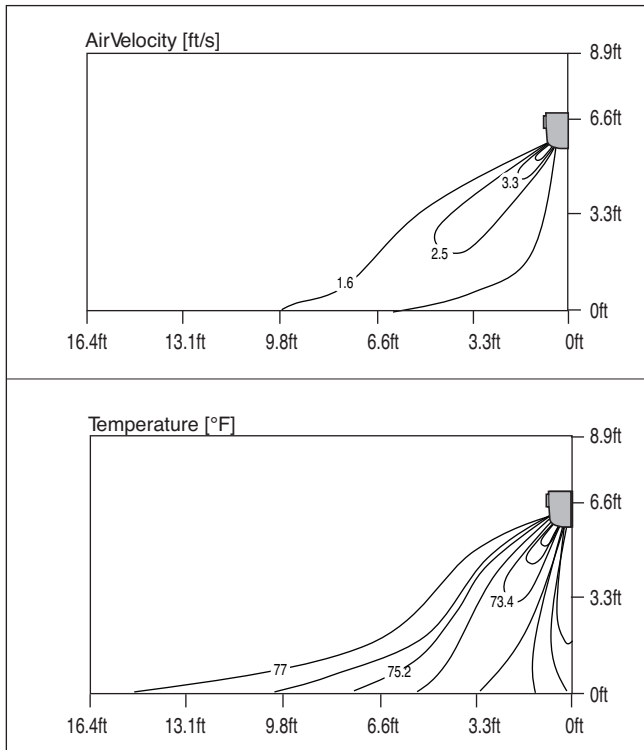 AirVelocity [ft/s]
8.9ft
6.6ft
3.3
3.3ft
2.5
1.6
0ft
16.4ft 13.1ft 9.8ft 6.6ft 3.3ft 0ft
Temperature [°F]
8.9ft
6.6ft
73.4
3.3ft
77
75.2
0ft
16.4ft 13.1ft 9.8ft 6.6ft 3.3ft 0ft